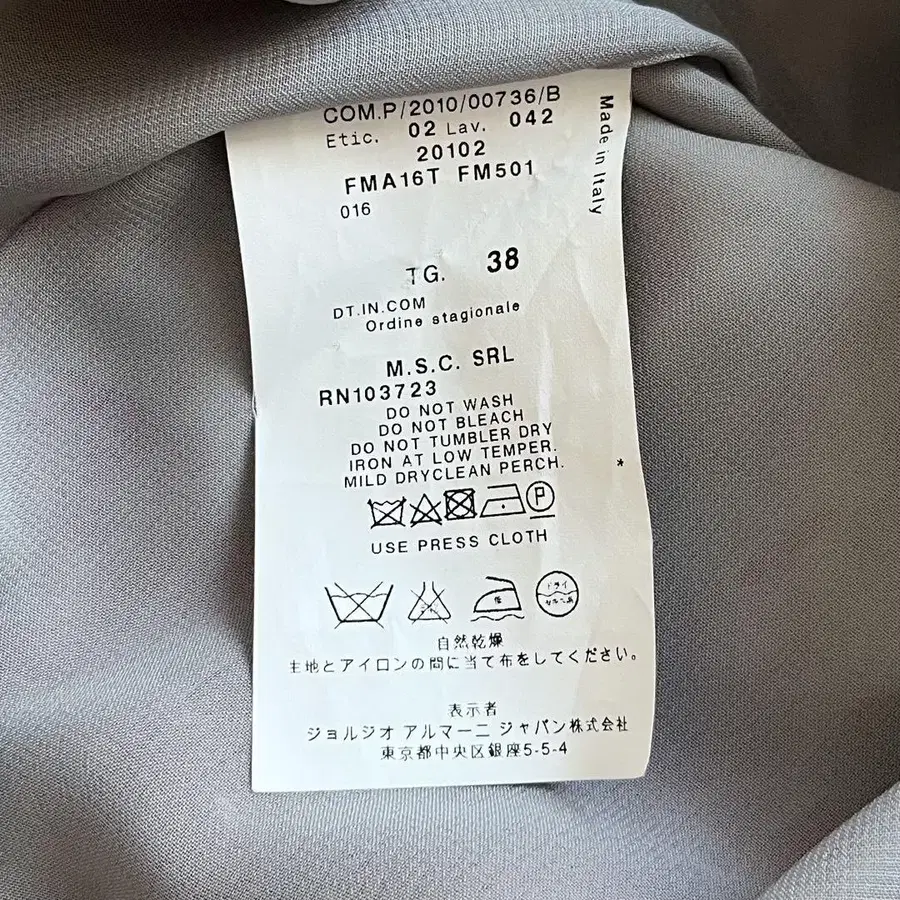 COM.P/2010/00736/B
Etic. 02 Lav. 042
20102
FMA16T FM501
016
Made in Italy
TG. 38
DT.IN.COM
Ordine stagionale
M.S.C. SRL
RN103723
DO NOT WASH
DO NOT BLEACH
DO NOT TUMBLER DRY
IRON AT LOW TEMPER.
MILD DRYCLEAN PERCH.
*
P
USE PRESS CLOTH
低
ドライ
自然乾燥
主地とアイロンの間に当て布をしてください。
表示者
ジョルジオ アルマーニ ジャパン株式会社
東京都中央区銀座5-5-4